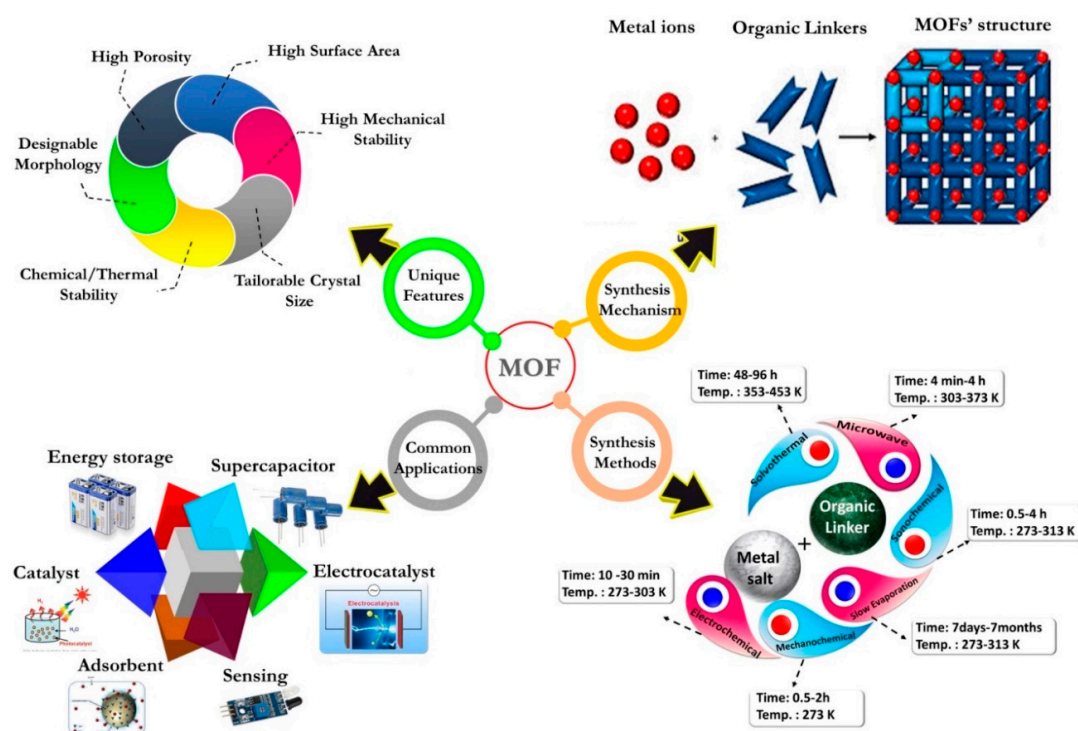 High Surface Area
High Porosity
High Mechanical
Stability
Designable
Morphology
Chemical/Thermal
Stability
Tailorable Crystal
Size
Metal ions
Organic Linkers
MOFs' structure
+
Unique
Features
Synthesis
Mechanism
MOF
Common
Applications
Synthesis
Methods
Energy storage
Supercapacitor
Catalyst
Electrocatalyst
Electrocatalysis
H₂O
Photocatalyst
Adsorbent
Sensing
Time: 48-96 h
Temp. : 353-453 K
Time: 4 min-4 h
Temp. : 303-373 K
Solvothermal
Microwave
Organic
Linker
Sonochemical
Time: 0.5-4 h
Temp. : 273-313 K
+
Metal
salt
Time: 10 -30 min
Temp. : 273-303 K
Electrochemical
Mechanochemical
Slow Evaporation
Time: 7days-7months
Temp. : 273-313 K
Time: 0.5-2h
Temp. : 273 K